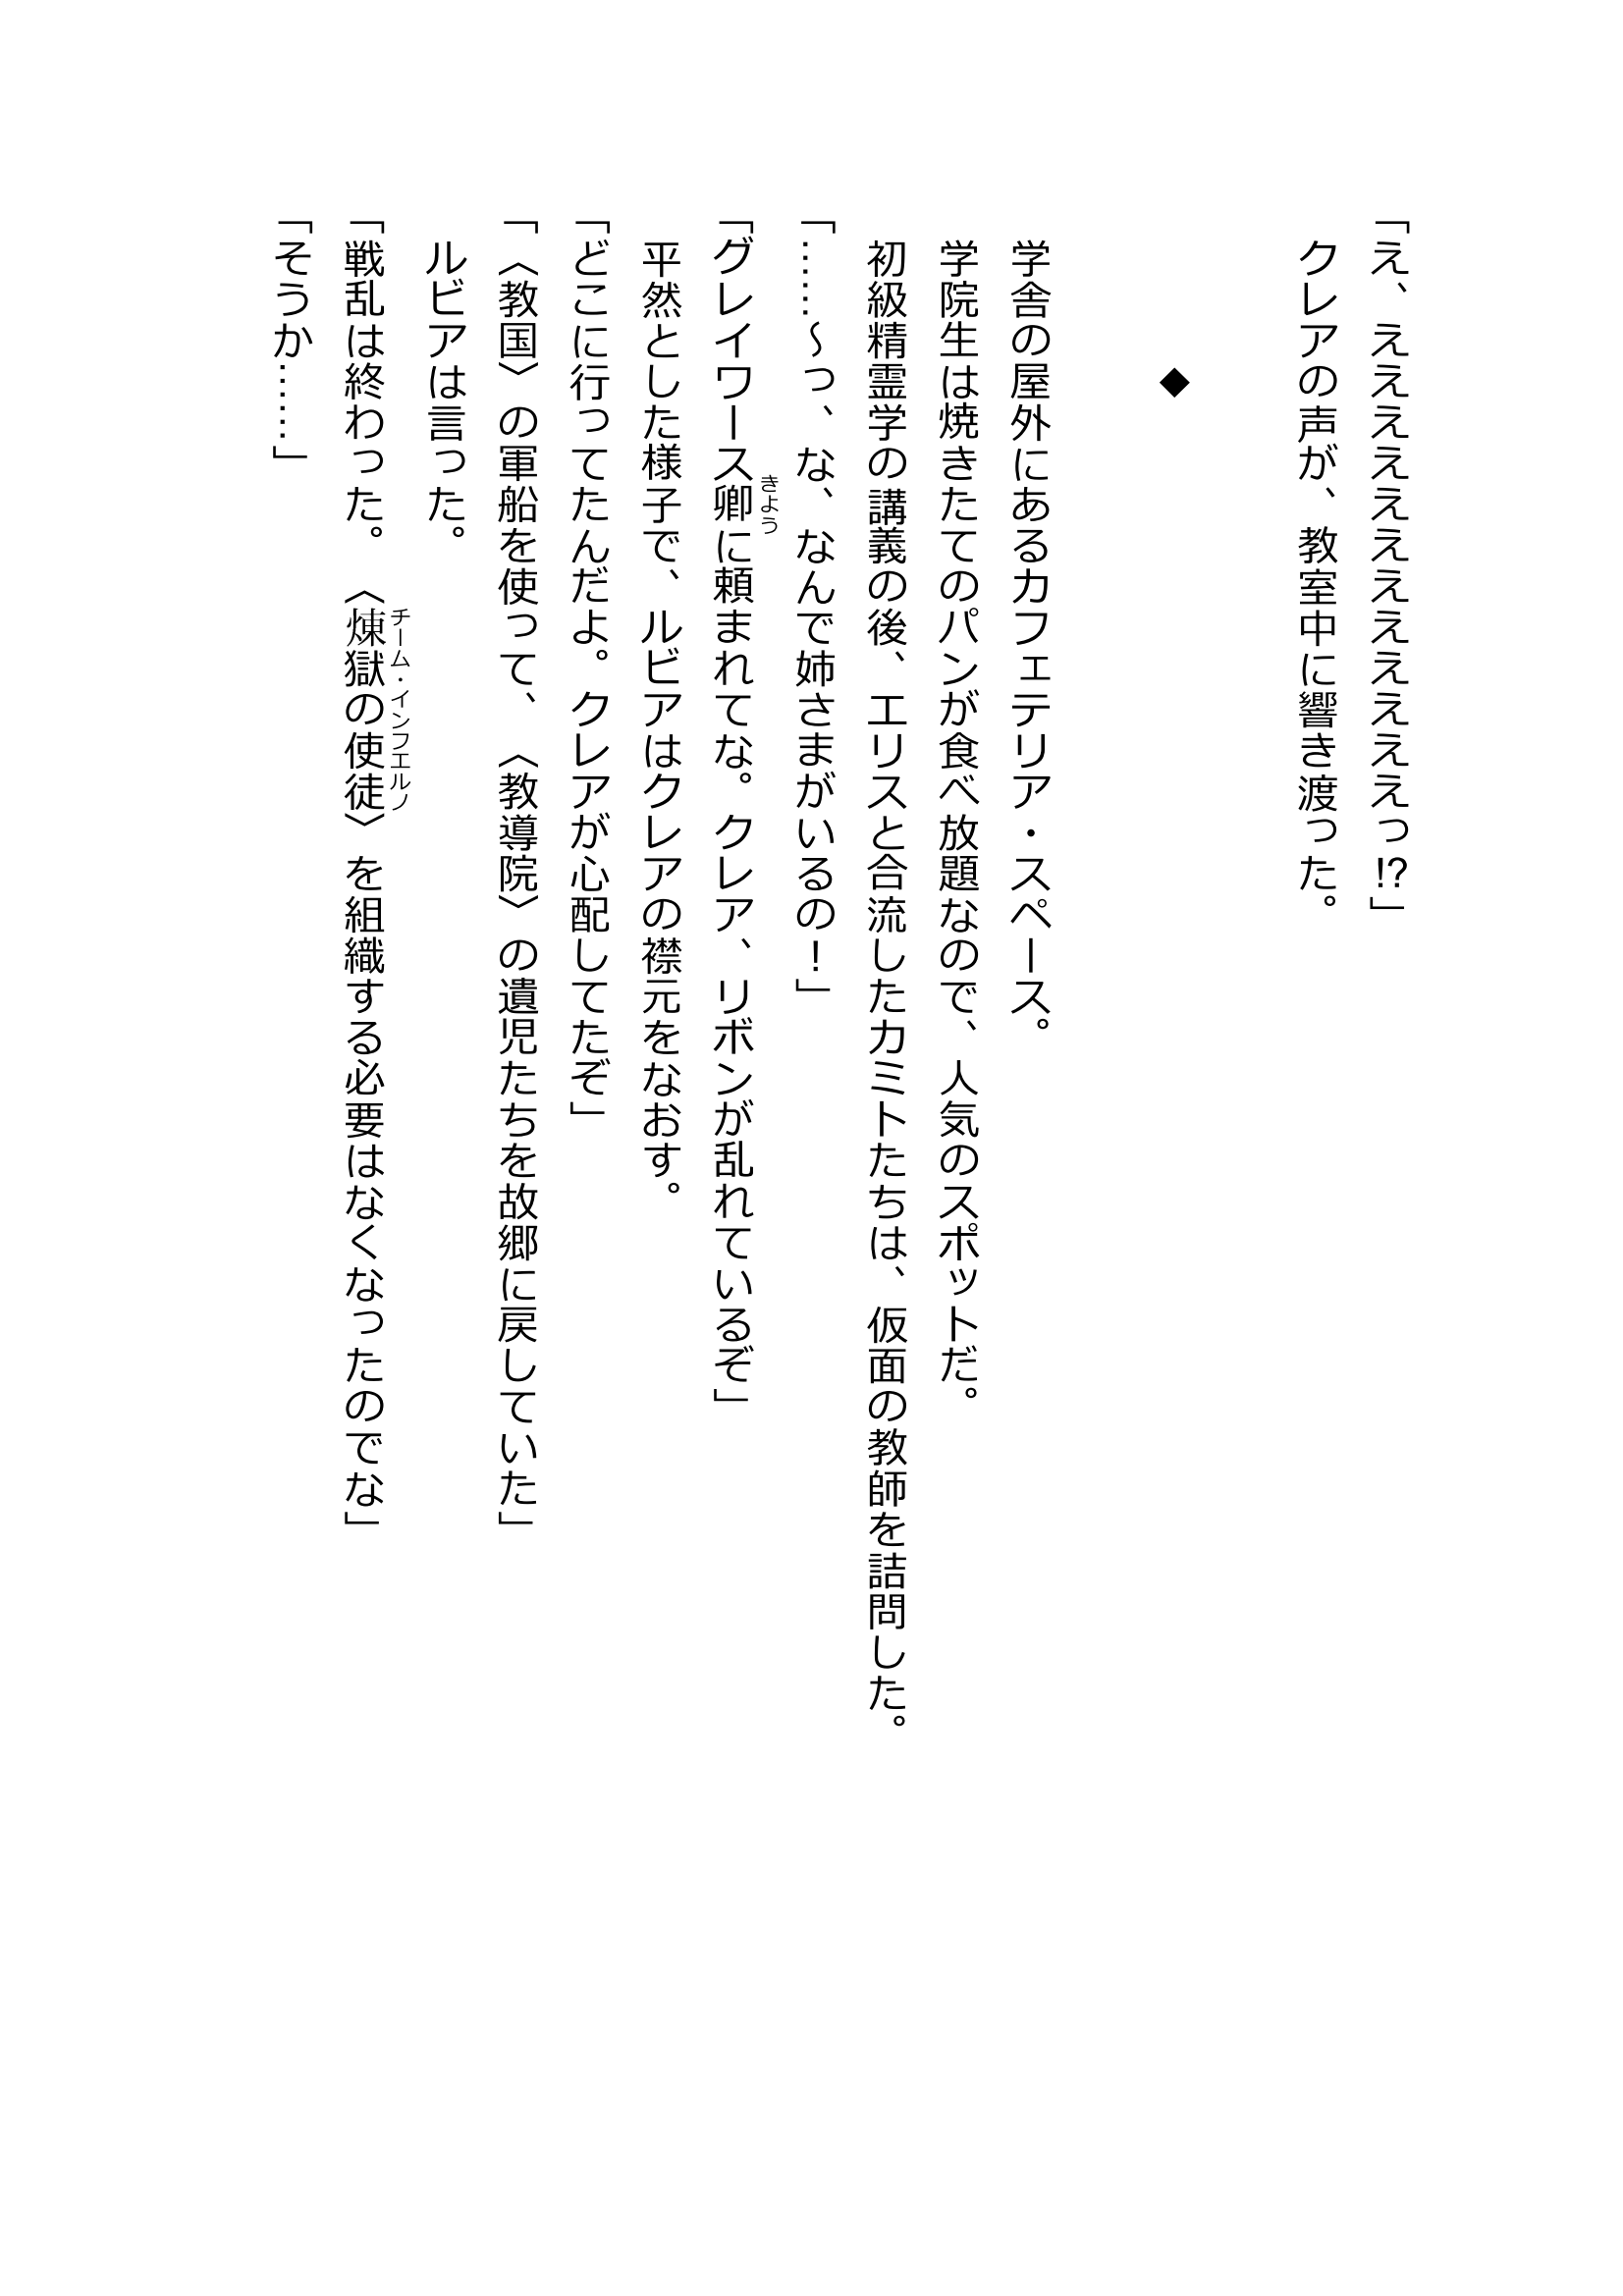 「え、ええええええええええええっ!?」
クレアの声が、教室中に響き渡った。
◆
学舎の屋外にあるカフェテリア・スペース。
学院生は焼きたてのパンが食べ放題なので、人気のスポットだ。
初級精霊学の講義の後、エリスと合流したカミトたちは、仮面の教師を詰問した。
「……〜っ、な、なんで姉さまがいるの！」
「グレイワース卿に頼まれてな。クレア、リボンが乱れているぞ」
きよう
平然とした様子で、ルビアはクレアの襟元をなおす。
「どこに行ってたんだよ。クレアが心配してたぞ」
「〈教国〉の軍船を使って、〈教導院〉の遺児たちを故郷に戻していた」
ルビアは言った。
「戦乱は終わった。〈煉獄の使徒〉を組織する必要はなくなったのでな」
チーム・インフエルノ
「そうか……」